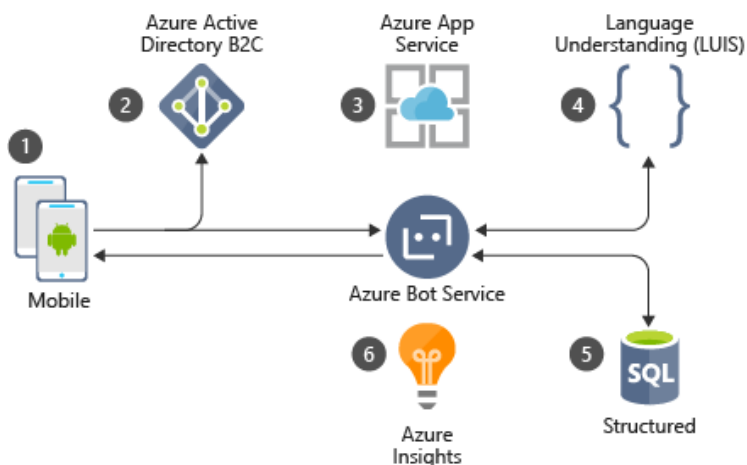 Azure Active
Directory B2C
Azure App
Service
Language
Understanding (LUIS)
2
3
4
1
Mobile
Azure Bot Service
6
5
SQL
Structured
Azure
Insights